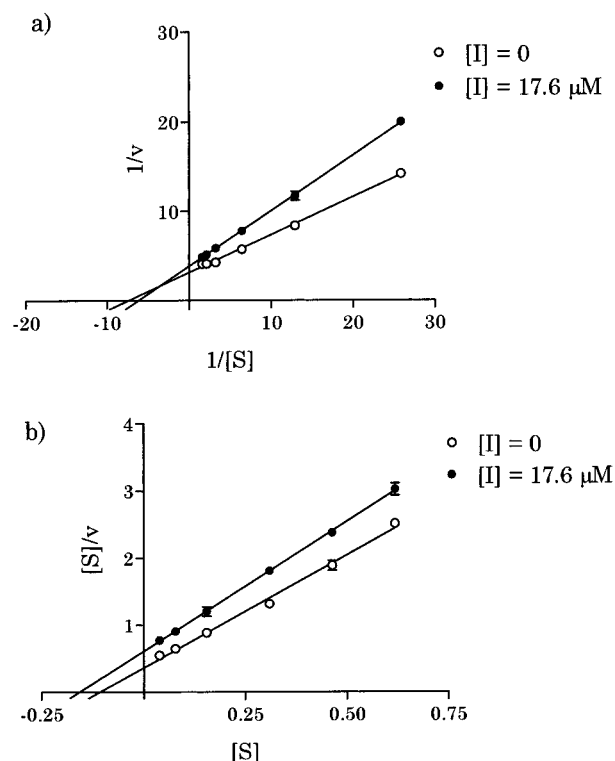 a)
30
20
10
1/v
-20
-10
0
10
20
30
1/[S]
[I] = 0
[I] = 17.6 μM
b)
4
3
2
1
[S]/v
-0.25
0.25
0.50
0.75
[S]
[I] = 0
[I] = 17.6 μM